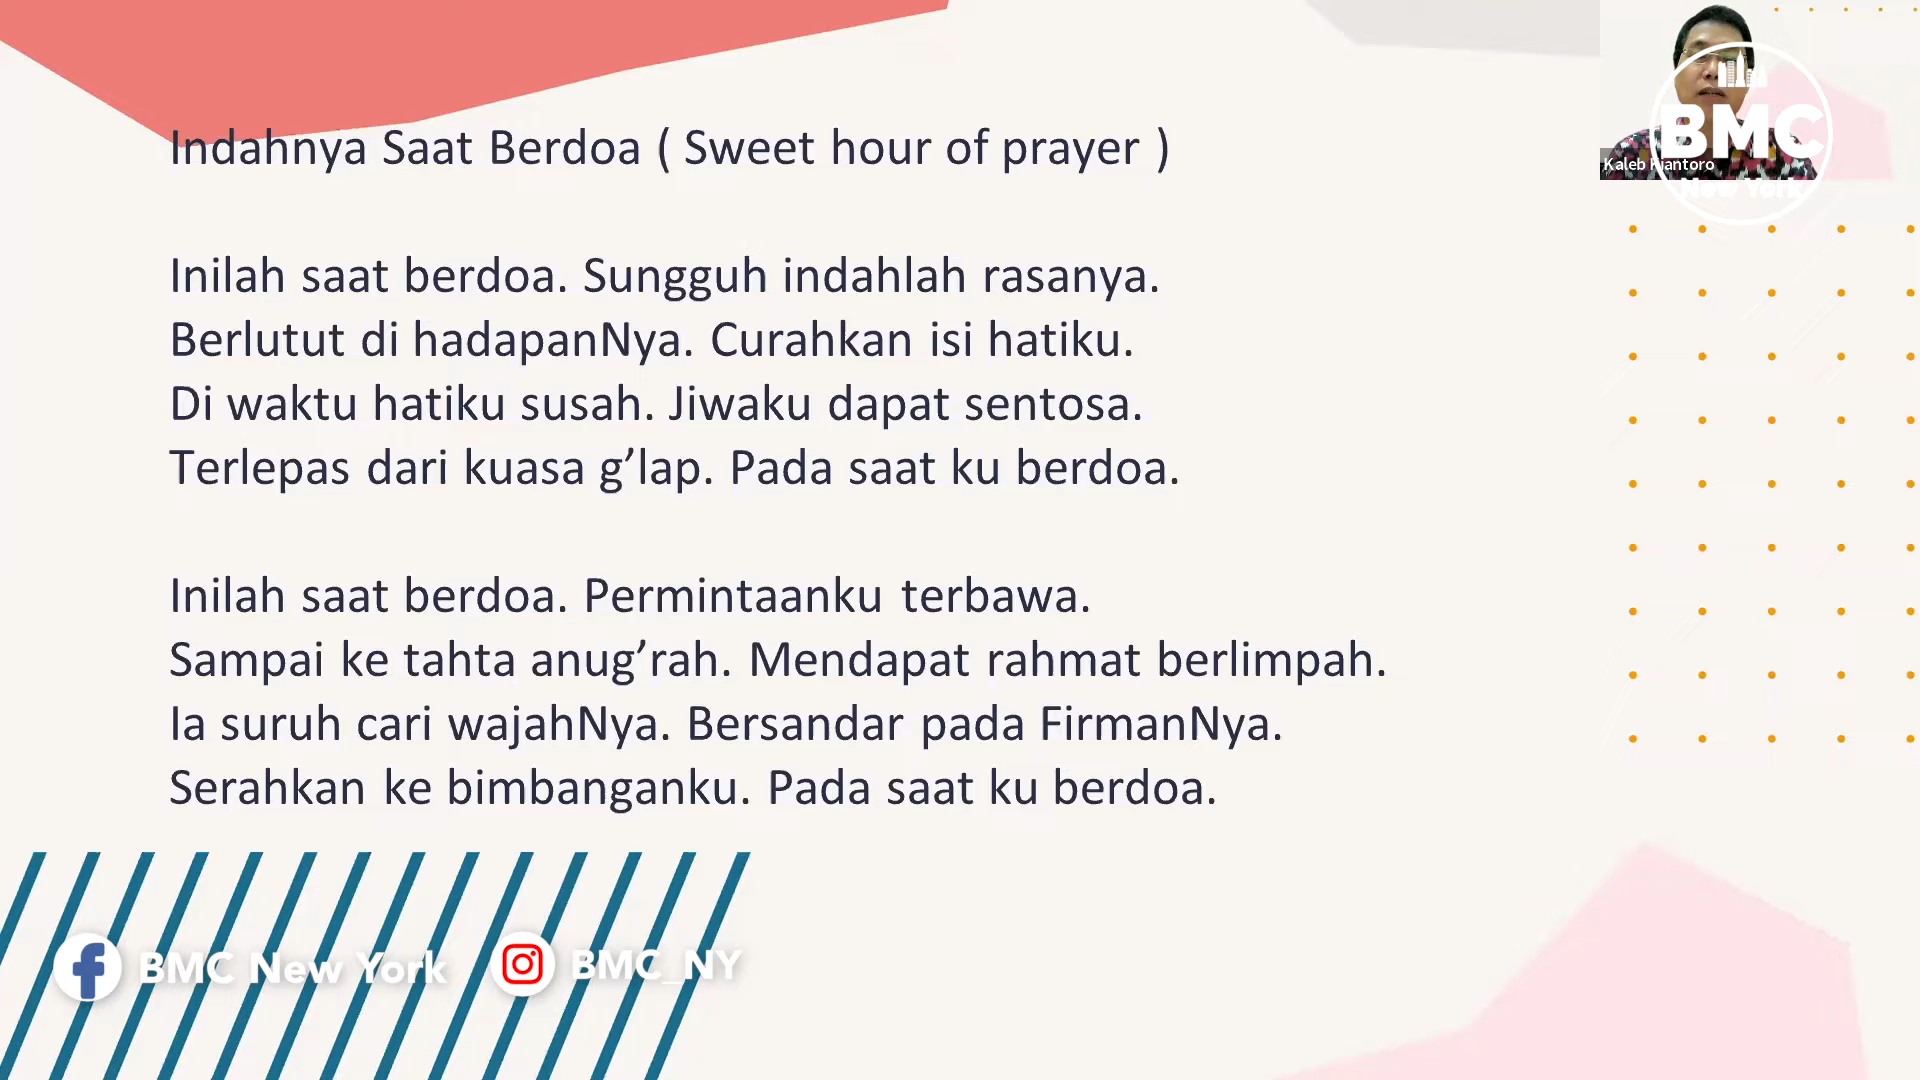 Indahnya Saat Berdoa ( Sweet hour of prayer )
Inilah saat berdoa. Sungguh indahlah rasanya.
Berlutut di hadapanNya. Curahkan isi hatiku.
Di waktu hatiku susah. Jiwaku dapat sentosa.
Terlepas dari kuasa g’lap. Pada saat ku berdoa.
Inilah saat berdoa. Permintaanku terbawa.
Sampai ke tahta anug’rah. Mendapat rahmat berlimpah.
Ia suruh cari wajahNya. Bersandar pada FirmanNya.
Serahkan ke bimbanganku. Pada saat ku berdoa.
BMC
New York
Kaleb
BMC New York
BMC_NY